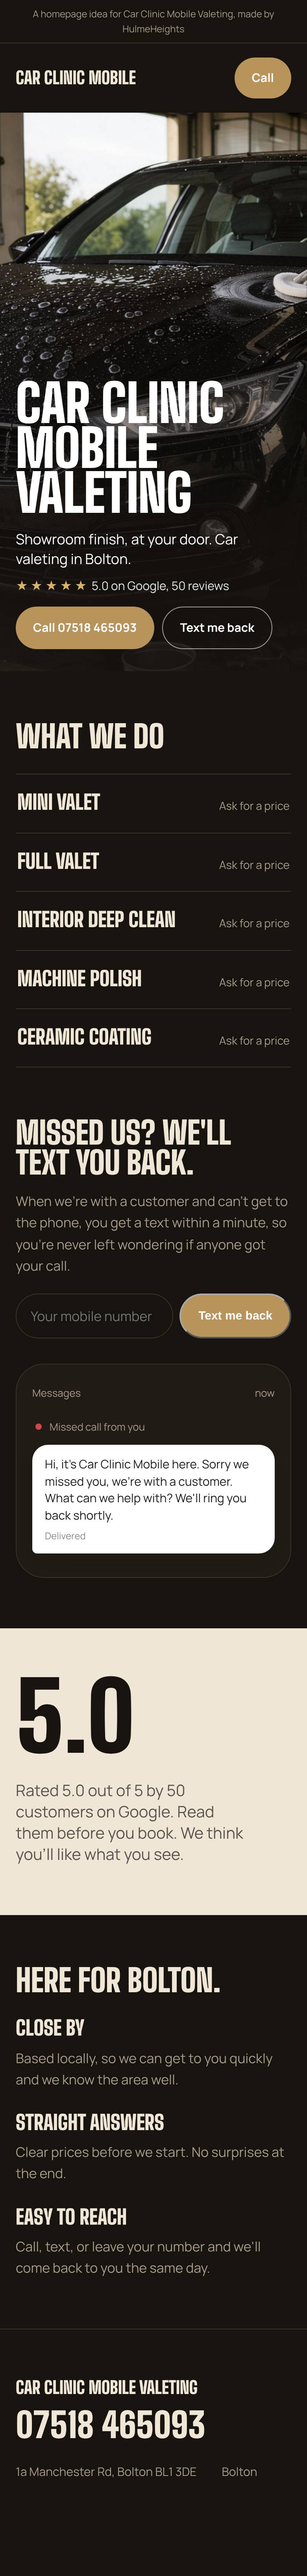 A homepage idea for Car Clinic Mobile Valeting, made by
HulmeHeights
CAR CLINIC MOBILE
Call
CAR CLINIC
MOBILE
VALETING
Showroom finish, at your door. Car
valeting in Bolton.
★ ★ ★ ★ ★ 5.0 on Google, 50 reviews
Call 07518 465093
Text me back
WHAT WE DO
MINI VALET Ask for a price
FULL VALET Ask for a price
INTERIOR DEEP CLEAN Ask for a price
MACHINE POLISH Ask for a price
CERAMIC COATING Ask for a price
MISSED US? WE'LL
TEXT YOU BACK.
When we're with a customer and can't get to
the phone, you get a text within a minute, so
you're never left wondering if anyone got
your call.
Your mobile number
Text me back
Messages now
Missed call from you
Hi, it's Car Clinic Mobile here. Sorry we
missed you, we're with a customer.
What can we help with? We'll ring you
back shortly.
Delivered
5.0
Rated 5.0 out of 5 by 50
customers on Google. Read
them before you book. We think
you'll like what you see.
HERE FOR BOLTON.
CLOSE BY
Based locally, so we can get to you quickly
and we know the area well.
STRAIGHT ANSWERS
Clear prices before we start. No surprises at
the end.
EASY TO REACH
Call, text, or leave your number and we'll
come back to you the same day.
CAR CLINIC MOBILE VALETING
07518 465093
1a Manchester Rd, Bolton BL1 3DE Bolton